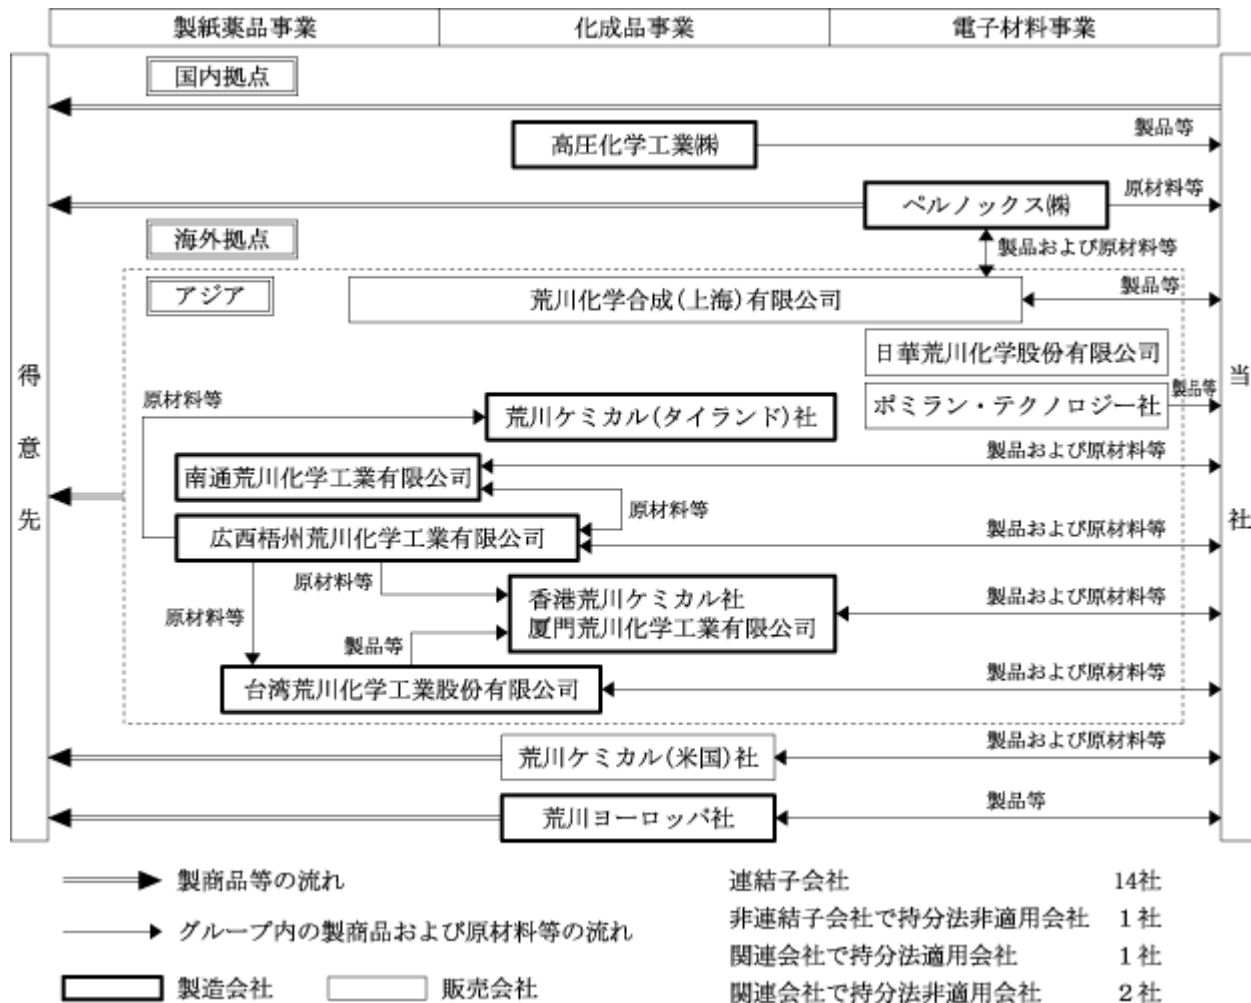 製紙薬品事業
化成品事業
電子材料事業
国内拠点
製品等
高圧化学工業㈱
原材料等
ペルノックス㈱
海外拠点
製品および原材料等
アジア
荒川化学合成(上海)有限公司
製品等
日華荒川化学股份有限公司
得意先
当社
原材料等
ポミラン・テクノロジー社
製品等
荒川ケミカル(タイランド)社
製品および原材料等
南通荒川化学工業有限公司
原材料等
広西梧州荒川化学工業有限公司
製品および原材料等
原材料等
香港荒川ケミカル社
厦門荒川化学工業有限公司
製品および原材料等
原材料等
製品等
台湾荒川化学工業股份有限公司
製品および原材料等
荒川ケミカル(米国)社
製品および原材料等
荒川ヨーロッパ社
製品等
製商品等の流れ
グループ内の製商品および原材料等の流れ
製造会社
販売会社
連結子会社 14社
非連結子会社で持分法非適用会社 1社
関連会社で持分法適用会社 1社
関連会社で持分法非適用会社 2社